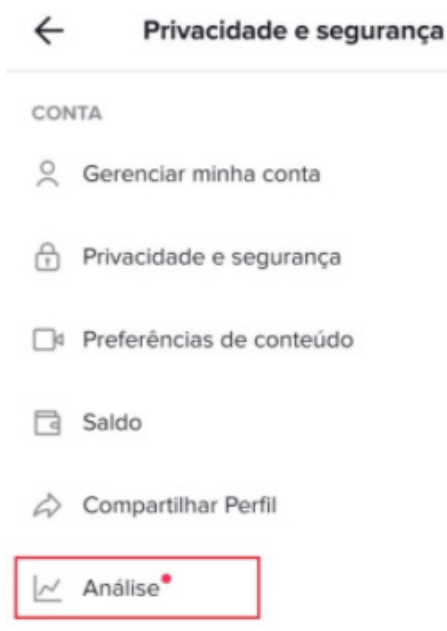 Privacidade e segurança
CONTA
Gerenciar minha conta
Privacidade e segurança
Preferências de conteúdo
Saldo
Compartilhar Perfil
Análise